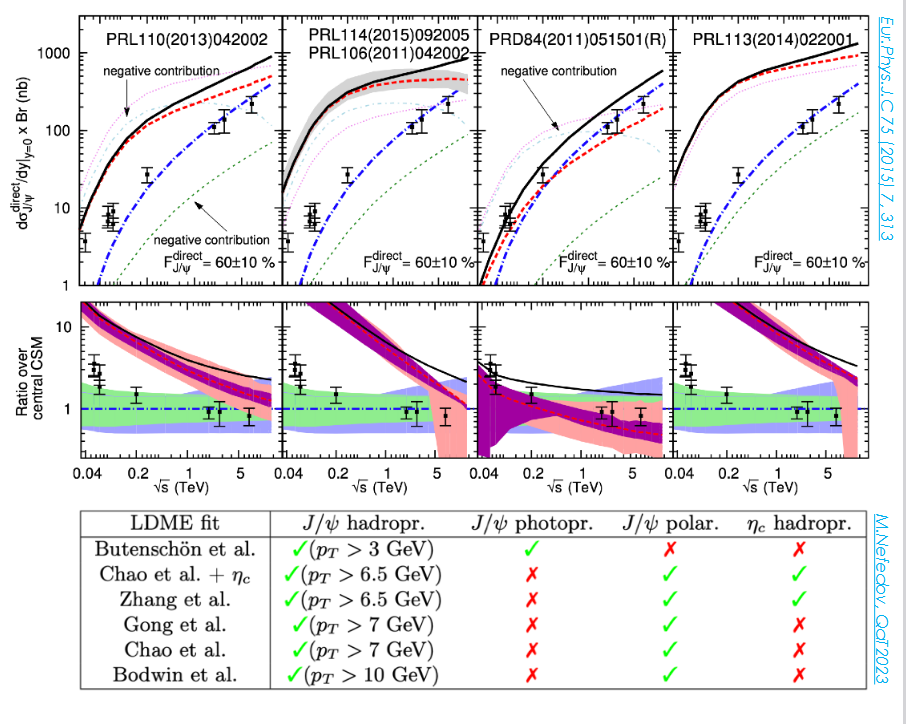 PRL110(2013)042002
PRL114(2015)092005
PRL106(2011)042002
PRD84(2011)051501(R)
PRL113(2014)022001
negative contribution
negative contribution
negative contribution
dσ^direct_J/ψ/dy|_y=0 x Br (nb)
1000
100
10
1
F^direct_J/ψ = 60±10 %
F^direct_J/ψ = 60±10 %
F^direct_J/ψ = 60±10 %
F^direct_J/ψ = 60±10 %
Ratio over
central CSM
10
1
0.04 0.2 1 5
0.04 0.2 1 5
0.04 0.2 1 5
0.04 0.2 1 5
√s (TeV)
√s (TeV)
√s (TeV)
√s (TeV)
Eur.Phys.J.C 75 (2015) 7, 313
LDME fit J/ψ hadropr. J/ψ photopr. J/ψ polar. η_c hadropr.
Butenschön et al. ✓(p_T > 3 GeV) ✓ ✗ ✗
Chao et al. + η_c ✓(p_T > 6.5 GeV) ✗ ✓ ✓
Zhang et al. ✓(p_T > 6.5 GeV) ✗ ✓ ✓
Gong et al. ✓(p_T > 7 GeV) ✗ ✓ ✗
Chao et al. ✓(p_T > 7 GeV) ✗ ✓ ✗
Bodwin et al. ✓(p_T > 10 GeV) ✗ ✓ ✗
M.Nefedov, QaT2023